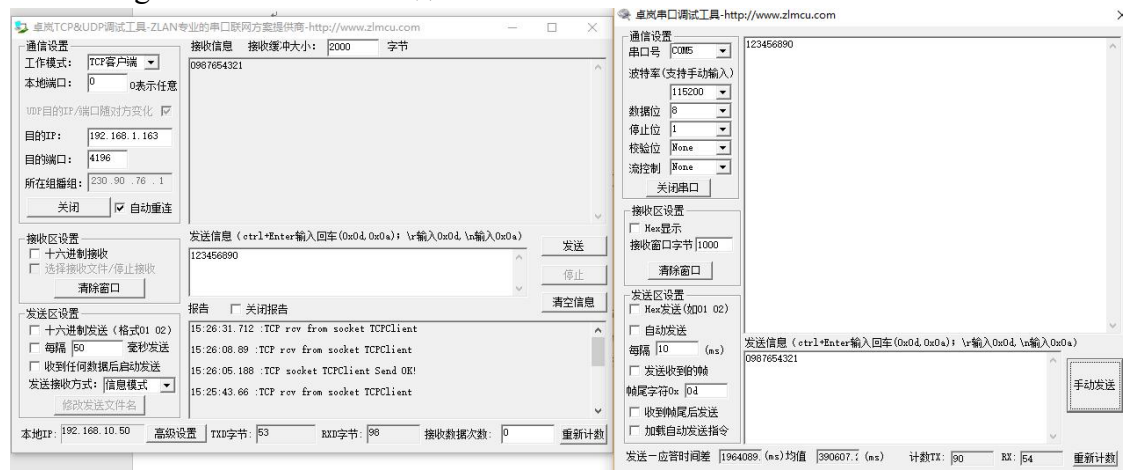 卓岚TCP&UDP调试工具-ZLAN专业的串口联网方案提供商-http://www.zlmcu.com
通信设置
工作模式: TCP客户端
本地端口: 0 0表示任意
UDP目的IP/端口随对方变化
目的IP: 192.168.1.163
目的端口: 4196
所在组播组: 230.90.76.1
关闭 自动重连
接收区设置
十六进制接收
选择接收文件/停止接收
清除窗口
发送区设置
十六进制发送(格式01 02)
每隔 50 毫秒发送
收到任何数据后启动发送
发送接收方式: 信息模式
修改发送文件名
接收信息 接收缓冲大小: 2000 字节
0987654321
发送信息(ctrl+Enter输入回车(0x0d,0x0a); \r输入0x0d,\n输入0x0a)
123456890
发送
停止
清空信息
报告 关闭报告
15:26:31.712 :TCP rcv from socket TCPClient
15:26:08.89 :TCP rcv from socket TCPClient
15:26:05.188 :TCP socket TCPClient Send OK!
15:25:43.66 :TCP rcv from socket TCPClient
本地IP: 192.168.10.50 高级设置 TXD字节: 53 RXD字节: 98 接收数据次数: 0 重新计数
卓岚串口调试工具-http://www.zlmcu.com
通信设置
串口号 COM5
波特率(支持手动输入)
115200
数据位 8
停止位 1
校验位 None
流控制 None
关闭串口
接收区设置
Hex显示
接收窗口字节 1000
清除窗口
发送区设置
Hex发送(如01 02)
自动发送
每隔 10 (ms)
发送收到的帧
帧尾字符0x 0d
收到帧尾后发送
加载自动发送指令
123456890
发送信息(ctrl+Enter输入回车(0x0d,0x0a); \r输入0x0d,\n输入0x0a)
0987654321
手动发送
发送一应答时间差 1964089. (ms)均值 390607.: (ms) 计数TX: 90 RX: 54 重新计数